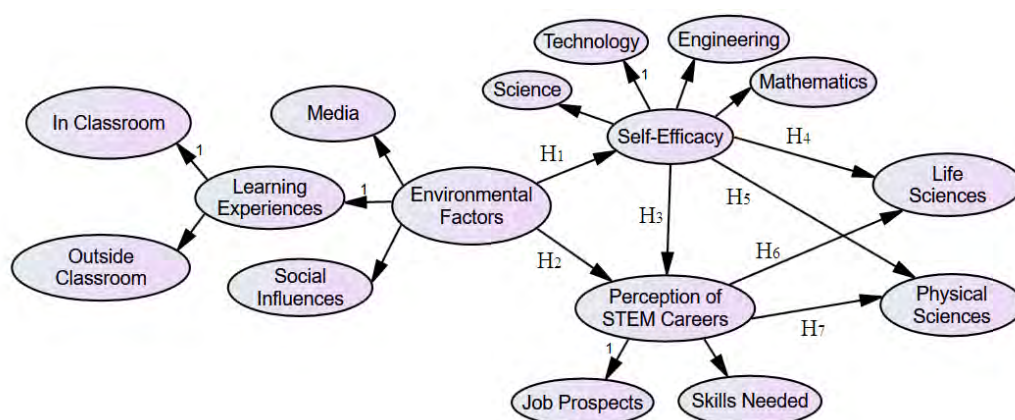 Technology
Engineering
Science
1
Mathematics
In Classroom
Media
Self-Efficacy
1
H1
H4
Learning
Experiences
1
Environmental
Factors
Life
Sciences
H5
H3
Outside
Classroom
H2
H6
Social
Influences
Perception of
STEM Careers
Physical
Sciences
H7
1
Job Prospects
Skills Needed